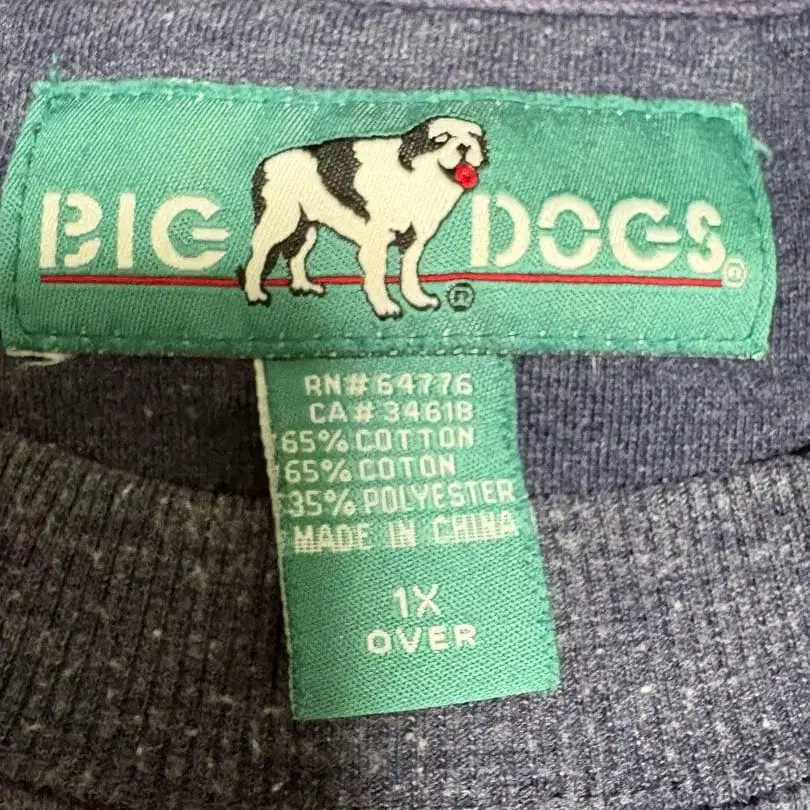 BIG DOGS®
®
RN# 64776
CA# 34618
65% COTTON
65% COTON
35% POLYESTER
MADE IN CHINA
1X
OVER